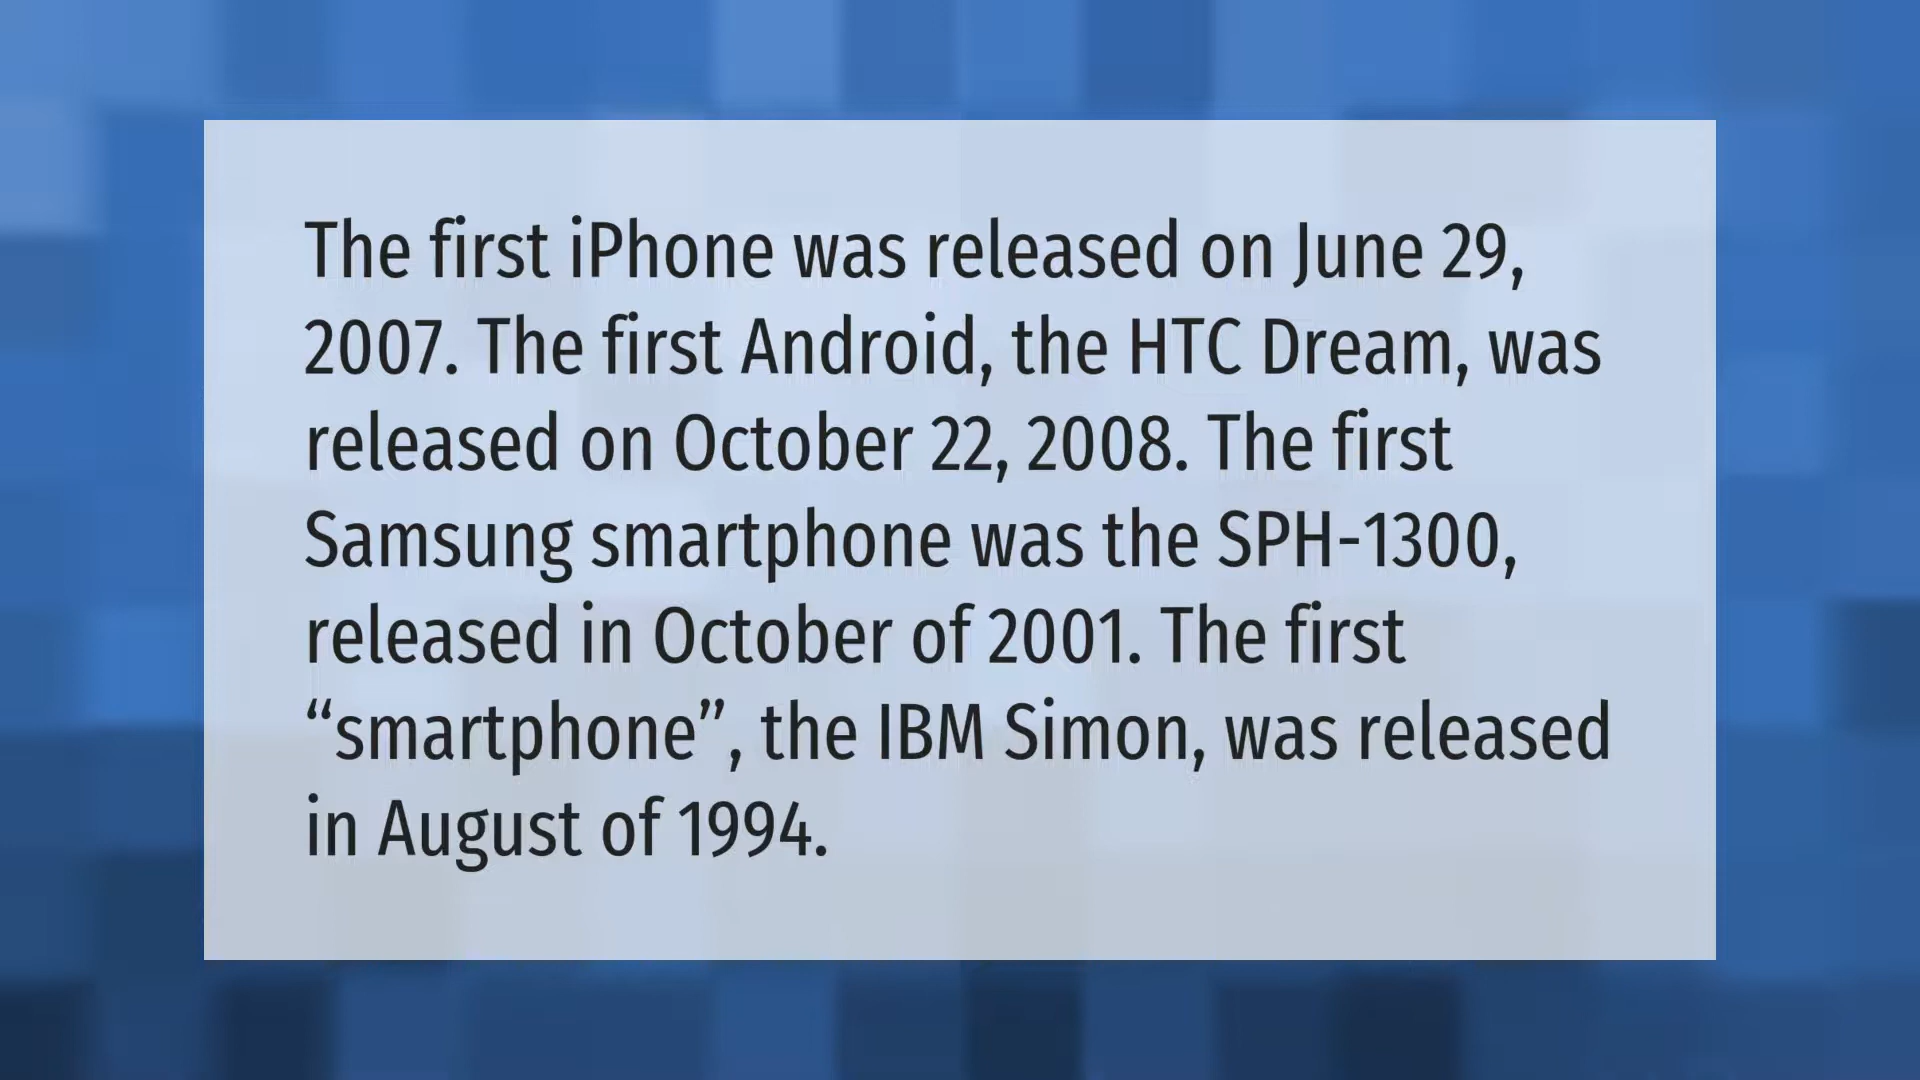 The first iPhone was released on June 29,
2007. The first Android, the HTC Dream, was
released on October 22, 2008. The first
Samsung smartphone was the SPH-1300,
released in October of 2001. The first
“smartphone”, the IBM Simon, was released
in August of 1994.